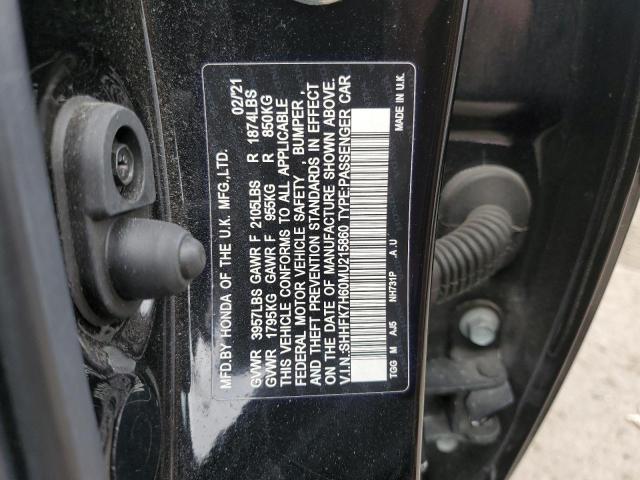 MFD.BY HONDA OF THE U.K. MFG.,LTD. 02/21
GVWR 3957LBS GAWR F 2105LBS R 1874LBS
GVWR 1795KG GAWR F 955KG R 850KG
THIS VEHICLE CONFORMS TO ALL APPLICABLE
FEDERAL MOTOR VEHICLE SAFETY , BUMPER ,
AND THEFT PREVENTION STANDARDS IN EFFECT
ON THE DATE OF MANUFACTURE SHOWN ABOVE.
V.I.N.:SHHFK7H60MU215860 TYPE:PASSENGER CAR
TGG M AJ5 NH731P .A.U MADE IN U.K.